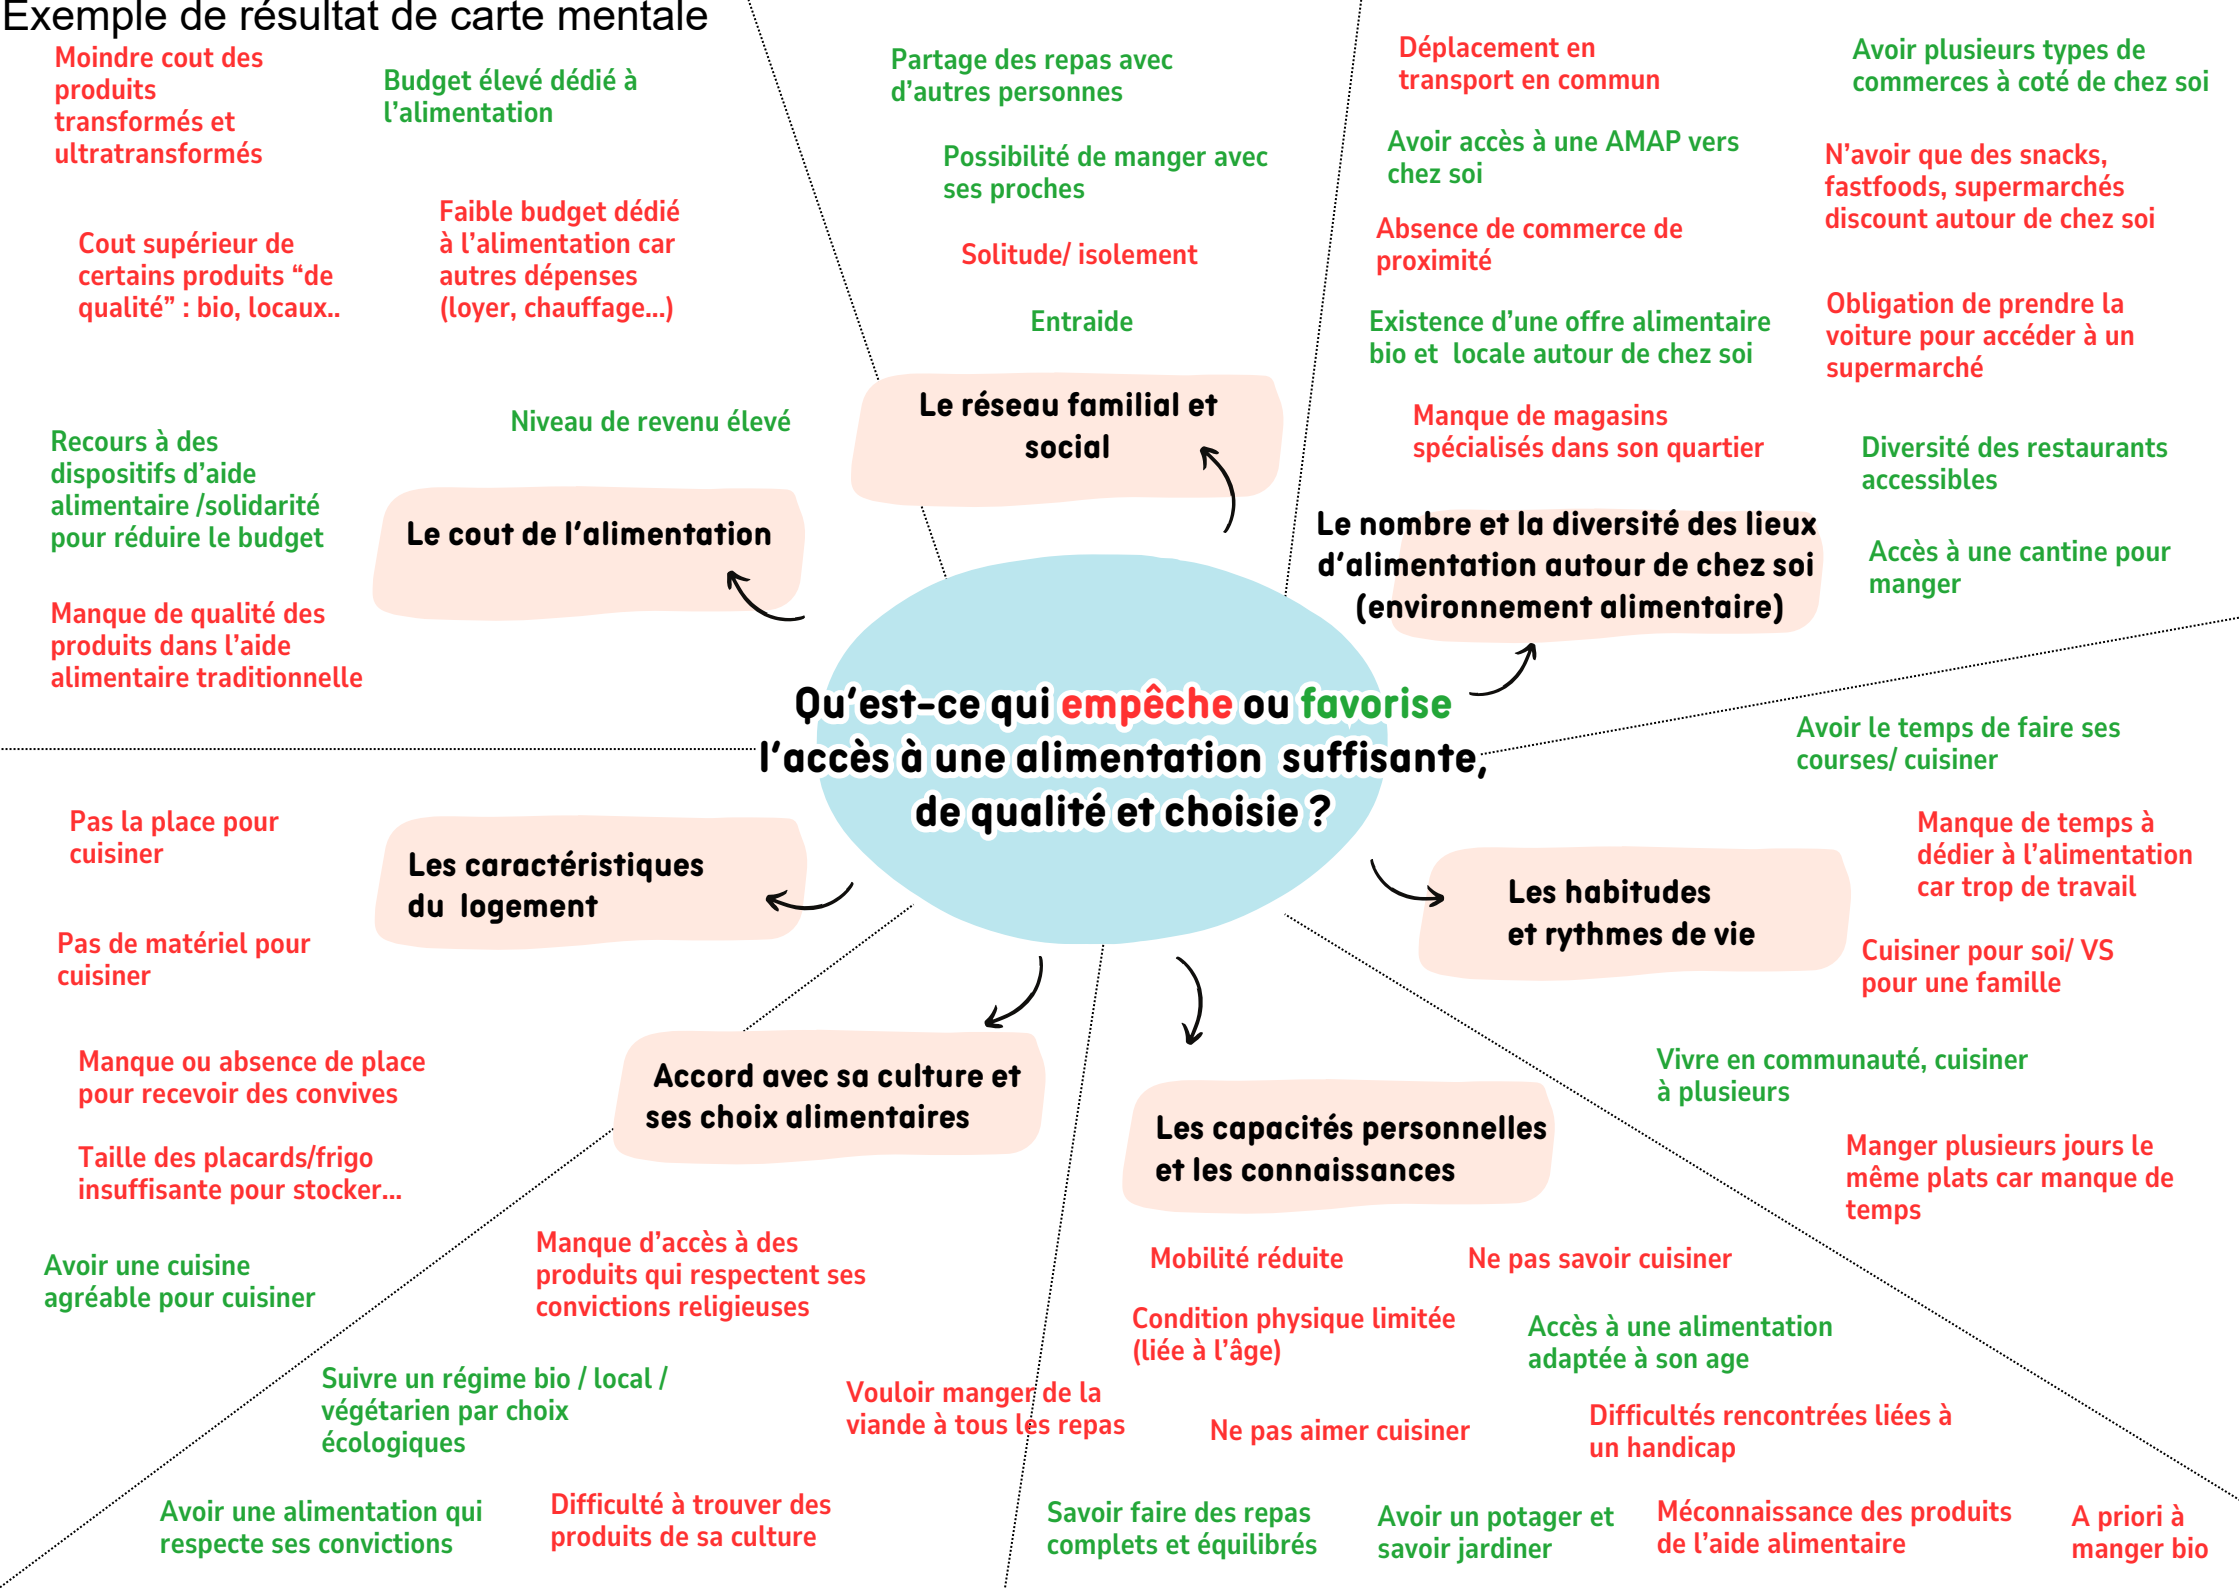 Exemple de résultat de carte mentale
Moindre cout des
produits
transformés et
ultratransformés
Budget élevé dédié à
l'alimentation
Cout supérieur de
certains produits “de
qualité” : bio, locaux..
Faible budget dédié
à l'alimentation car
autres dépenses
(loyer, chauffage...)
Niveau de revenu élevé
Recours à des
dispositifs d'aide
alimentaire /solidarité
pour réduire le budget
Manque de qualité des
produits dans l'aide
alimentaire traditionnelle
Le cout de l'alimentation
Partage des repas avec
d'autres personnes
Possibilité de manger avec
ses proches
Solitude/ isolement
Entraide
Le réseau familial et
social
Déplacement en
transport en commun
Avoir plusieurs types de
commerces à coté de chez soi
Avoir accès à une AMAP vers
chez soi
N'avoir que des snacks,
fastfoods, supermarchés
discount autour de chez soi
Absence de commerce de
proximité
Existence d'une offre alimentaire
bio et locale autour de chez soi
Obligation de prendre la
voiture pour accéder à un
supermarché
Manque de magasins
spécialisés dans son quartier
Diversité des restaurants
accessibles
Accès à une cantine pour
manger
Le nombre et la diversité des lieux
d'alimentation autour de chez soi
(environnement alimentaire)
Qu'est-ce qui empêche ou favorise
l'accès à une alimentation suffisante,
de qualité et choisie ?
Avoir le temps de faire ses
courses/ cuisiner
Manque de temps à
dédier à l'alimentation
car trop de travail
Les habitudes
et rythmes de vie
Cuisiner pour soi/ VS
pour une famille
Vivre en communauté, cuisiner
à plusieurs
Manger plusieurs jours le
même plats car manque de
temps
Pas la place pour
cuisiner
Les caractéristiques
du logement
Pas de matériel pour
cuisiner
Manque ou absence de place
pour recevoir des convives
Taille des placards/frigo
insuffisante pour stocker...
Avoir une cuisine
agréable pour cuisiner
Accord avec sa culture et
ses choix alimentaires
Manque d'accès à des
produits qui respectent ses
convictions religieuses
Suivre un régime bio / local /
végétarien par choix
écologiques
Vouloir manger de la
viande à tous les repas
Avoir une alimentation qui
respecte ses convictions
Difficulté à trouver des
produits de sa culture
Les capacités personnelles
et les connaissances
Mobilité réduite
Ne pas savoir cuisiner
Condition physique limitée
(liée à l'âge)
Accès à une alimentation
adaptée à son age
Ne pas aimer cuisiner
Difficultés rencontrées liées à
un handicap
Savoir faire des repas
complets et équilibrés
Avoir un potager et
savoir jardiner
Méconnaissance des produits
de l'aide alimentaire
A priori à
manger bio